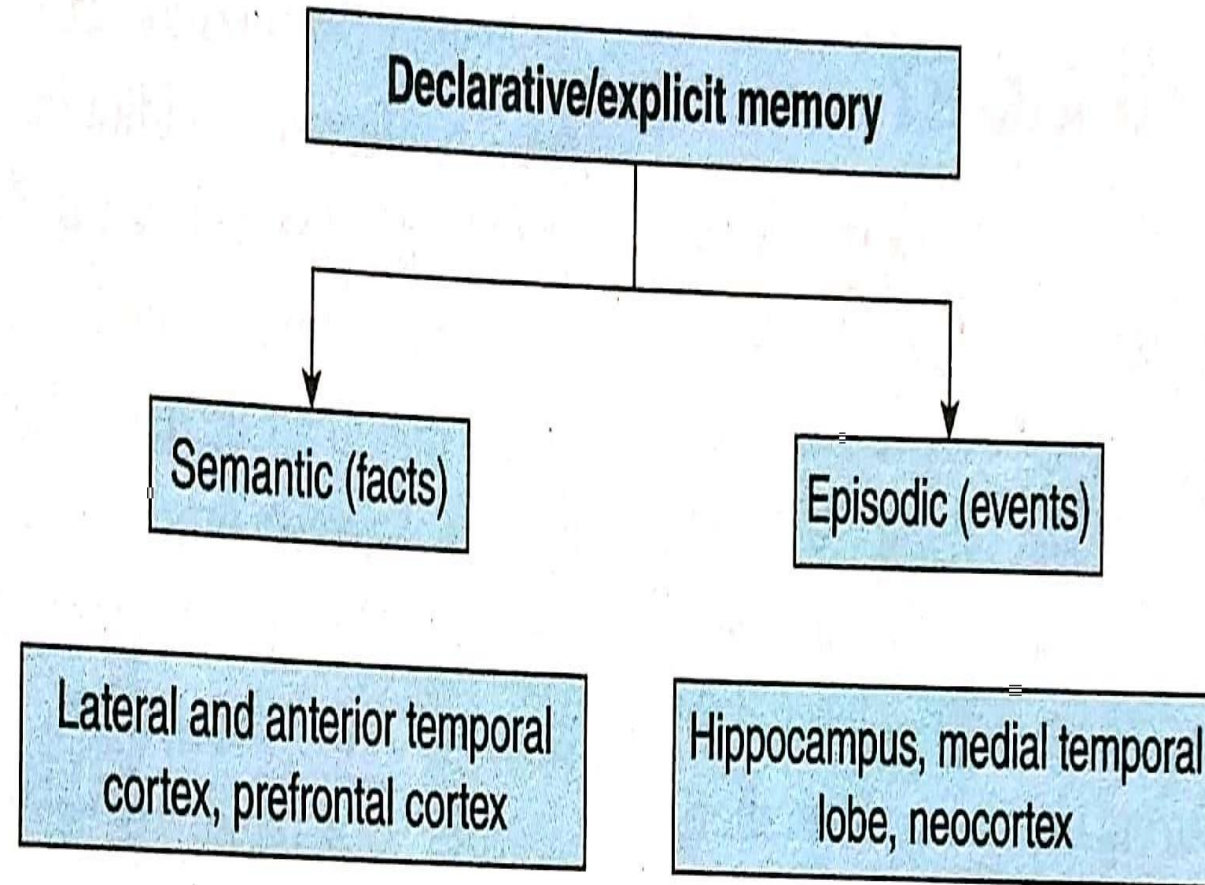 Declarative/explicit memory
Semantic (facts)
Episodic (events)
Lateral and anterior temporal
cortex, prefrontal cortex
Hippocampus, medial temporal
lobe, neocortex